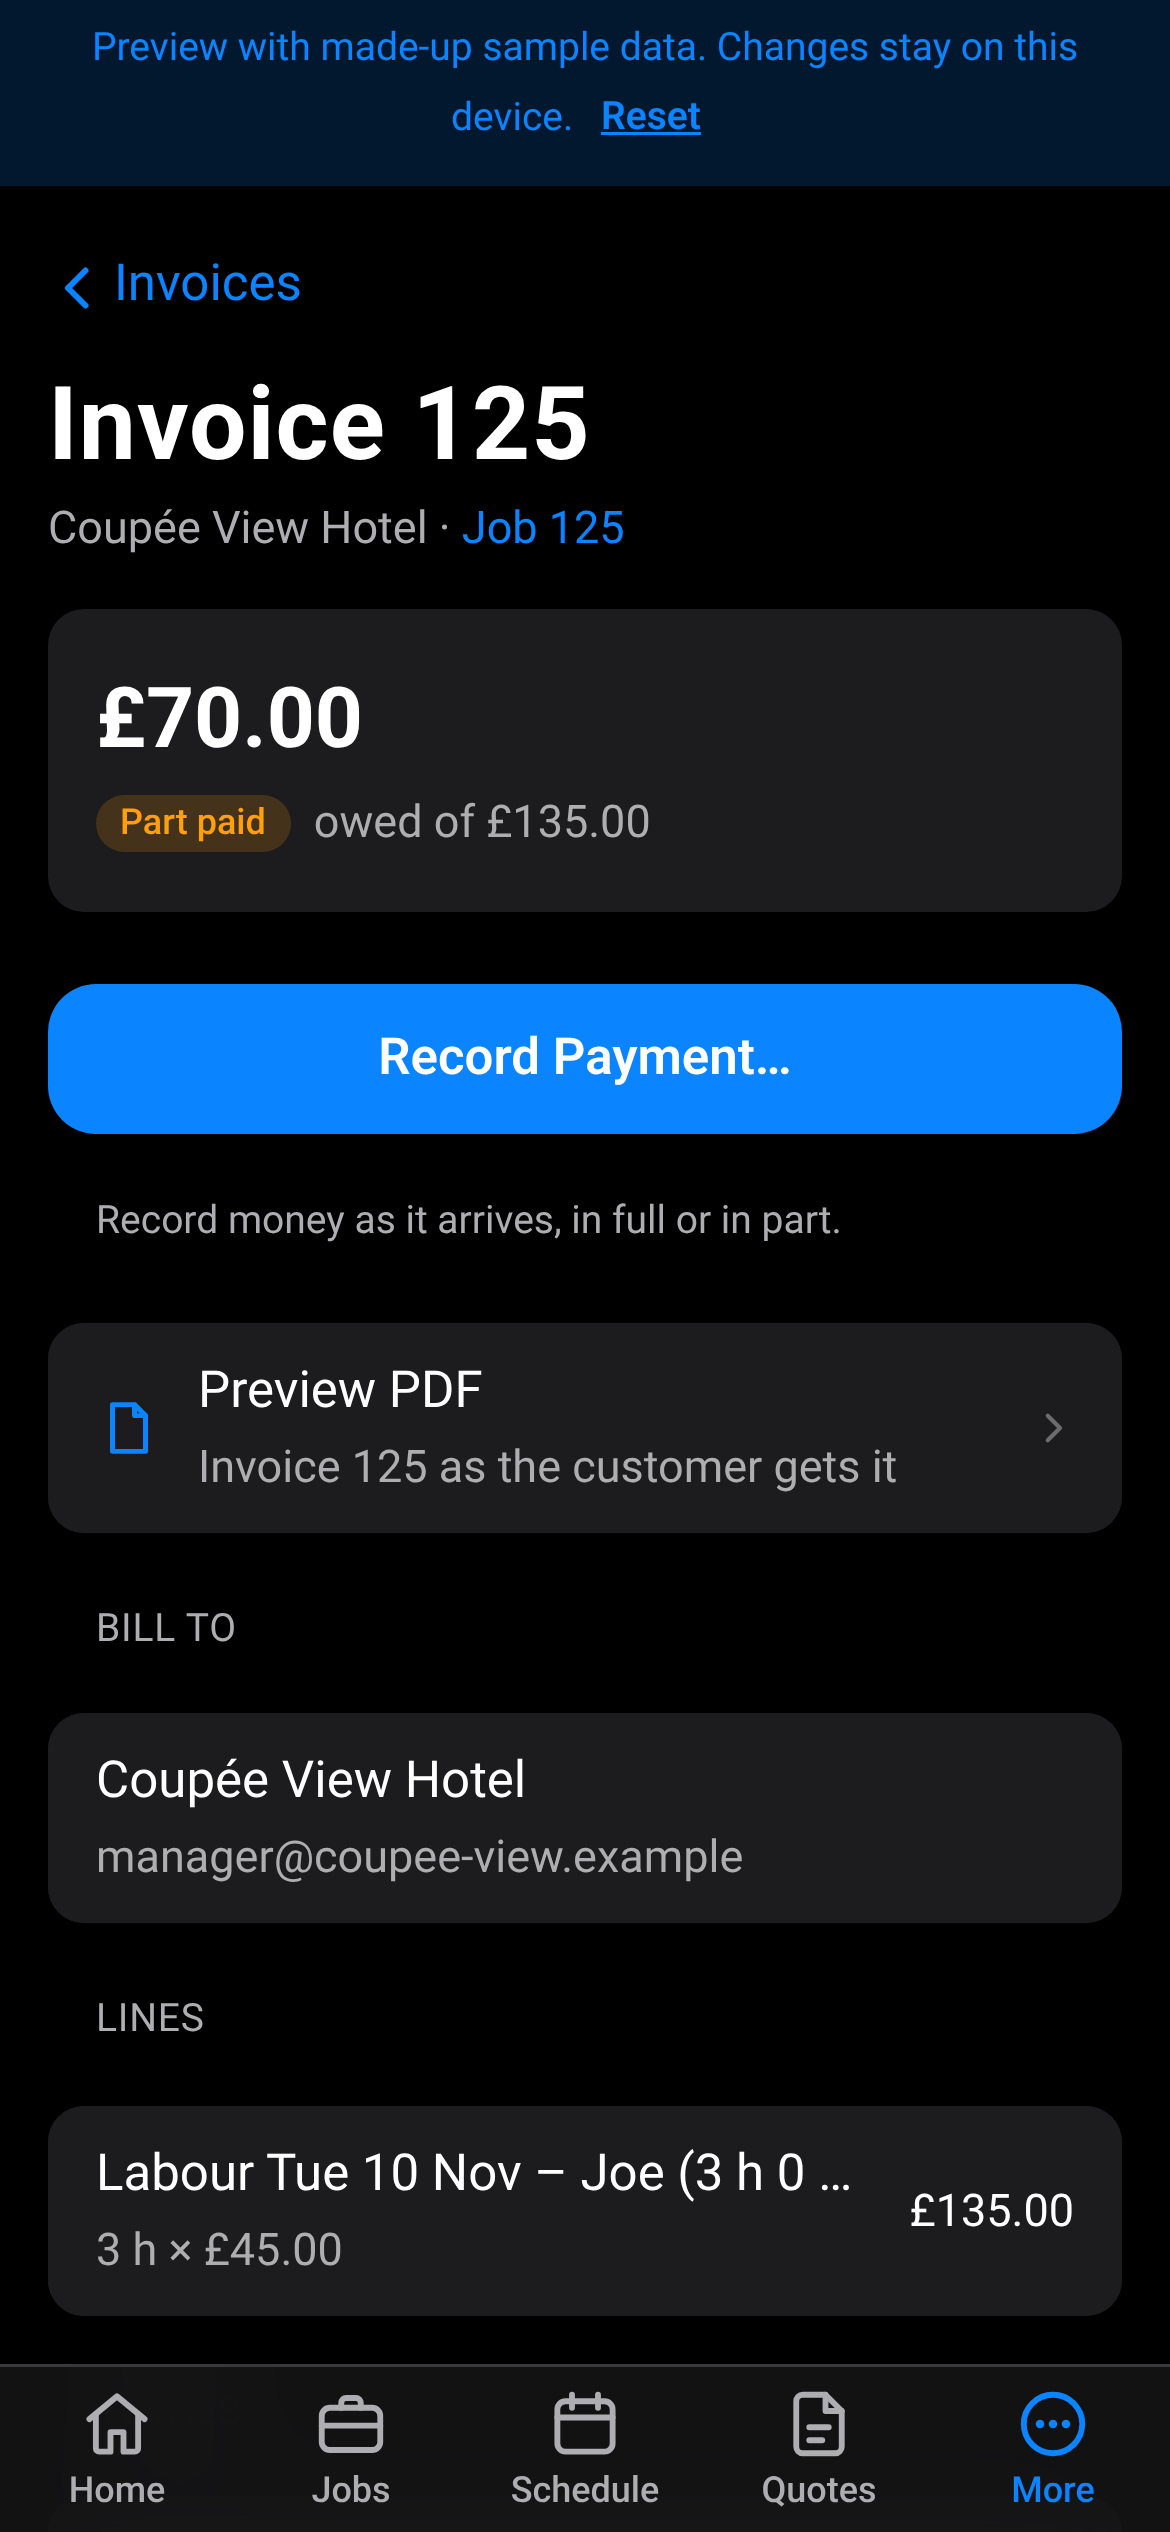 Preview with made-up sample data. Changes stay on this
device. Reset
Invoices
Invoice 125
Coupée View Hotel · Job 125
£70.00
Part paid owed of £135.00
Record Payment…
Record money as it arrives, in full or in part.
Preview PDF
Invoice 125 as the customer gets it
BILL TO
Coupée View Hotel
manager@coupee-view.example
LINES
Labour Tue 10 Nov – Joe (3 h 0 …
£135.00
3 h × £45.00
Home Jobs Schedule Quotes More